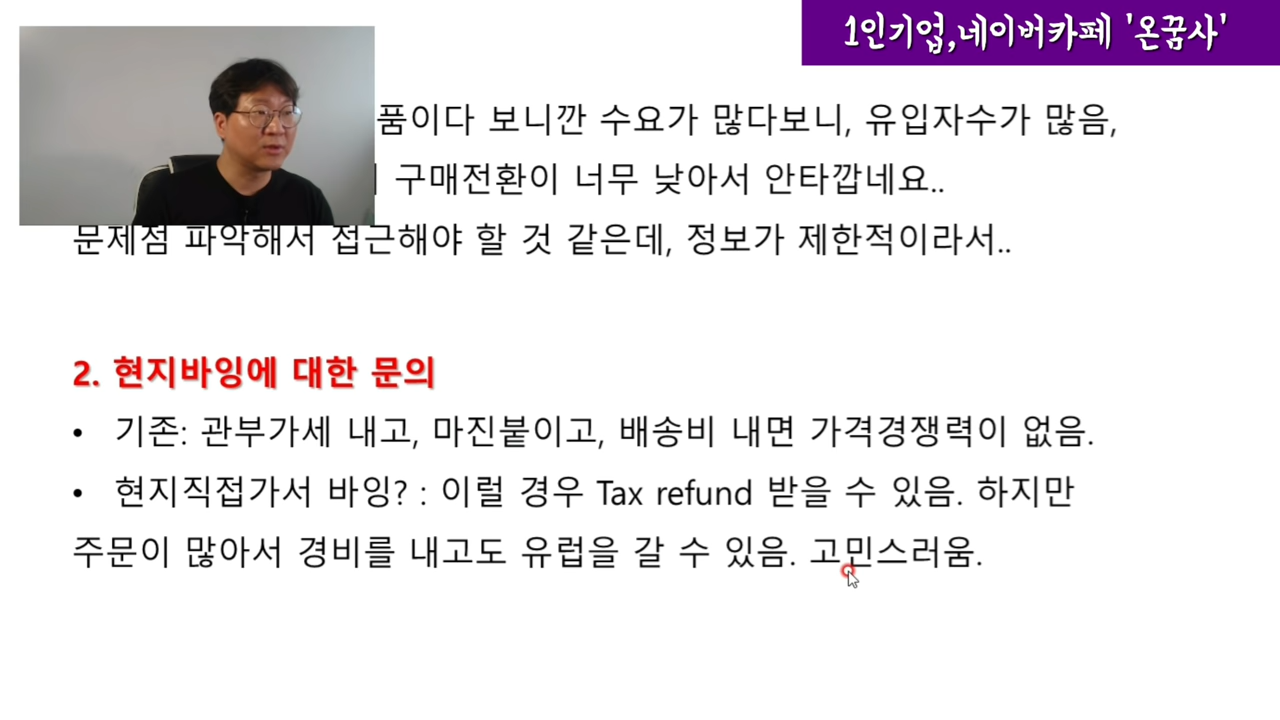 1인기업,네이버카페 '온꿈사'
품이다 보니깐 수요가 많다보니, 유입자수가 많음,
구매전환이 너무 낮아서 안타깝네요..
문제점 파악해서 접근해야 할 것 같은데, 정보가 제한적이라서..
2. 현지바잉에 대한 문의
• 기존: 관부가세 내고, 마진붙이고, 배송비 내면 가격경쟁력이 없음.
• 현지직접가서 바잉? : 이럴 경우 Tax refund 받을 수 있음. 하지만
주문이 많아서 경비를 내고도 유럽을 갈 수 있음. 고민스러움.